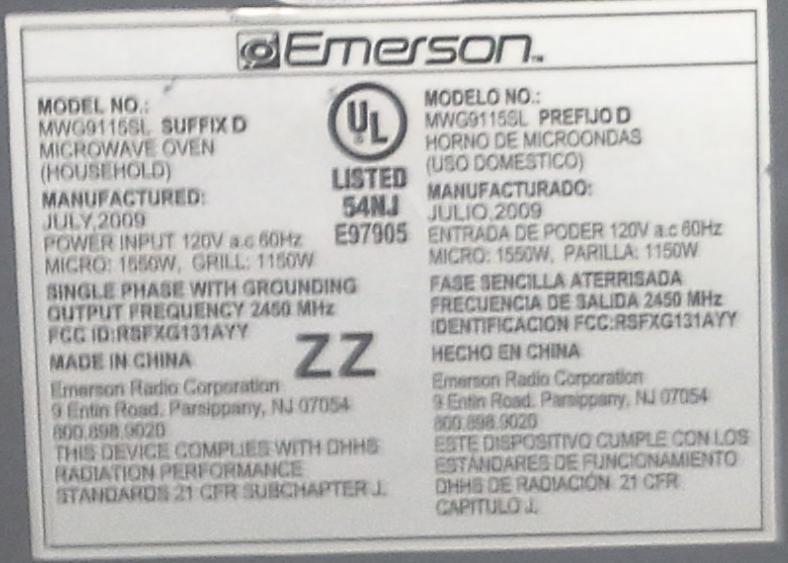 Emerson™
MODEL NO.:
MWG9115SL SUFFIX D
MICROWAVE OVEN
(HOUSEHOLD)
MANUFACTURED:
JULY,2009
POWER INPUT 120V a.c 60Hz
MICRO: 1550W, GRILL: 1150W
SINGLE PHASE WITH GROUNDING
OUTPUT FREQUENCY 2450 MHz
FCC ID:RSFXG131AYY
MADE IN CHINA
Emerson Radio Corporation
9 Entin Road. Parsippany, NJ 07054
800.898.9020
THIS DEVICE COMPLIES WITH DHHS
RADIATION PERFORMANCE
STANDARDS 21 CFR SUBCHAPTER J.
UL
LISTED
54NJ
E97905
ZZ
MODELO NO.:
MWG9115SL PREFIJO D
HORNO DE MICROONDAS
(USO DOMESTICO)
MANUFACTURADO:
JULIO,2009
ENTRADA DE PODER 120V a.c 60Hz
MICRO: 1550W, PARILLA: 1150W
FASE SENCILLA ATERRISADA
FRECUENCIA DE SALIDA 2450 MHz
IDENTIFICACIÓN FCC:RSFXG131AYY
HECHO EN CHINA
Emerson Radio Corporation
9 Entin Road. Parsippany, NJ 07054
800.898.9020
ESTE DISPOSITIVO CUMPLE CON LOS
ESTÁNDARES DE FUNCIONAMIENTO
DHHS DE RADIACIÓN 21 CFR
CAPITULO J.